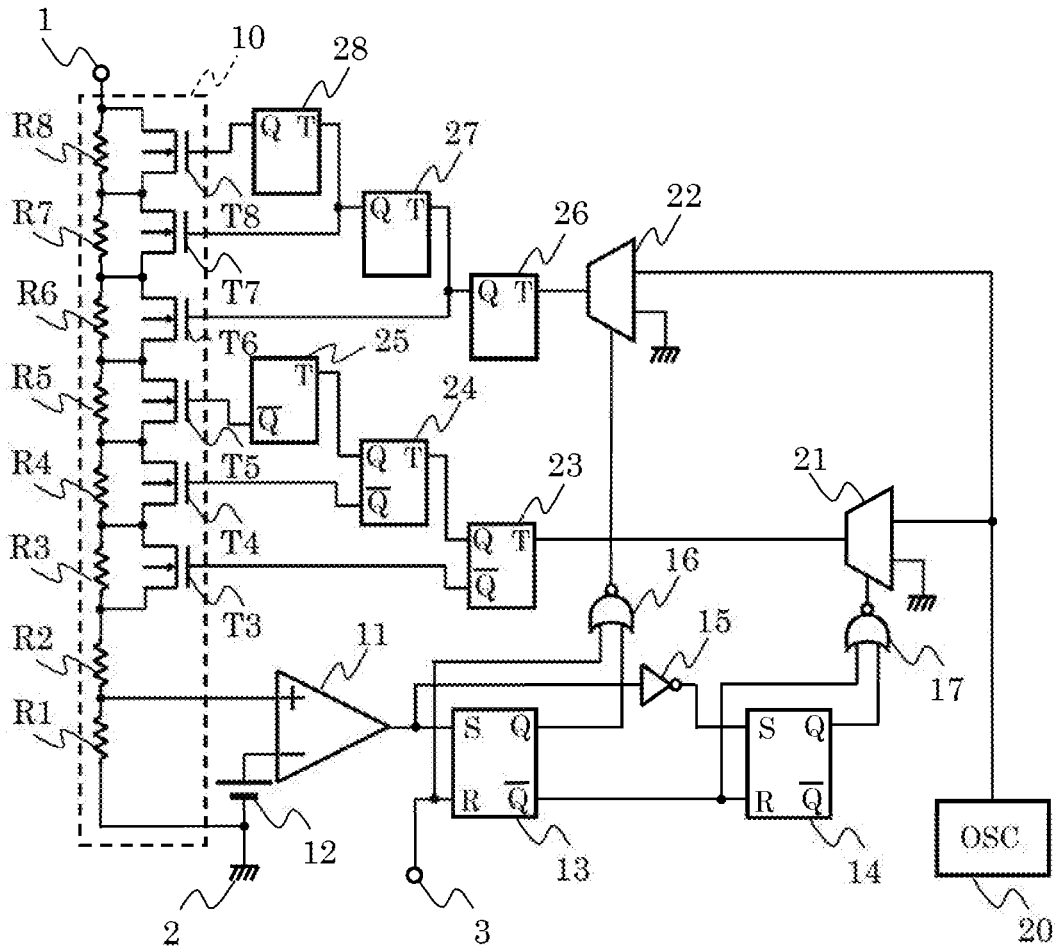 1
10
28
R8
Q T
T8
27
R7
Q T
T7
26
22
R6
Q T
T6
25
R5
T
Q̅
T5
24
R4
Q T
Q̅
T4
23
21
R3
Q T
Q̅
T3
16
R2
11
15
17
R1
+
−
S Q
R Q̅
S Q
R Q̅
OSC
12
13
14
2
3
20